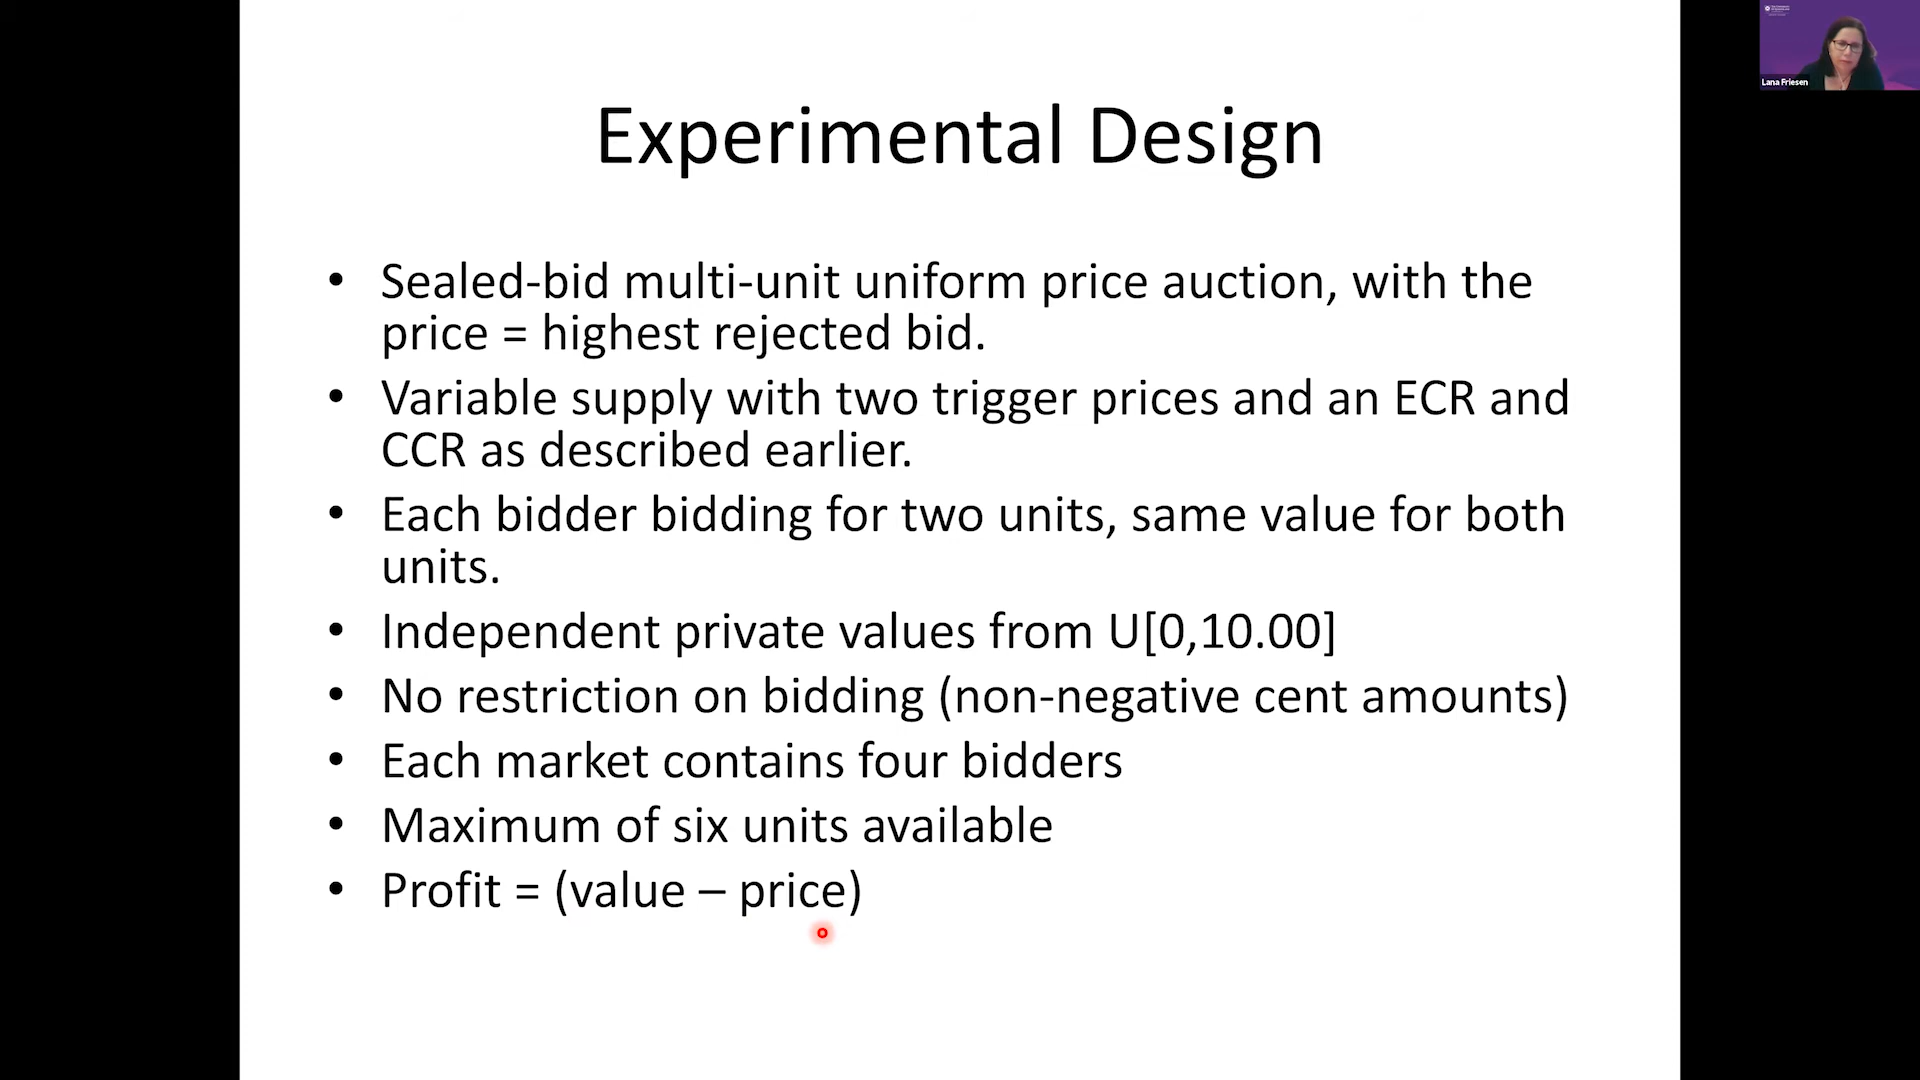 Lana Friesen
Experimental Design
• Sealed-bid multi-unit uniform price auction, with the
price = highest rejected bid.
• Variable supply with two trigger prices and an ECR and
CCR as described earlier.
• Each bidder bidding for two units, same value for both
units.
• Independent private values from U[0,10.00]
• No restriction on bidding (non-negative cent amounts)
• Each market contains four bidders
• Maximum of six units available
• Profit = (value – price)